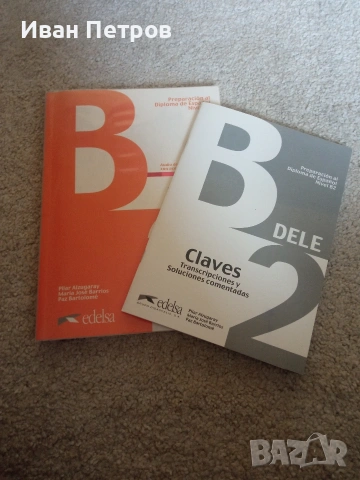 Иван Петров
Preparación al
Diploma de Español
B
Pilar Alzugaray
María José Barrios
Paz Bartolomé
edelsa
Preparación al
Diploma de Español
Nivel B2
B
DELE
2
Claves
Transcripciones y
Soluciones comentadas
edelsa
Pilar Alzugaray
María José Barrios
Paz Bartolomé
BAZAR